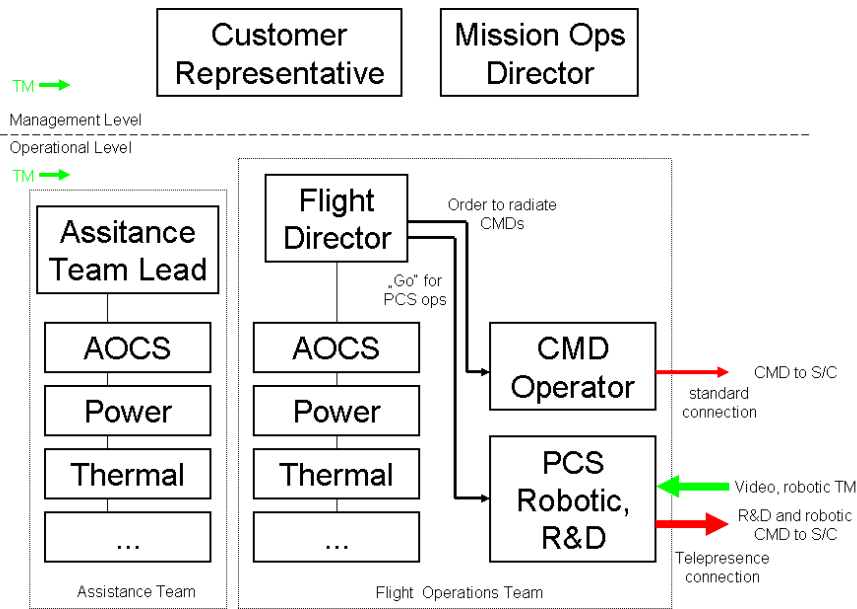 Customer
Representative
Mission Ops
Director
TM
Management Level
Operational Level
TM
Assitance
Team Lead
AOCS
Power
Thermal
...
Assistance Team
Flight
Director
Order to radiate
CMDs
„Go“ for
PCS ops
AOCS
Power
Thermal
...
CMD
Operator
CMD to S/C
standard
connection
PCS
Robotic,
R&D
Video, robotic TM
R&D and robotic
CMD to S/C
Telepresence
connection
Flight Operations Team